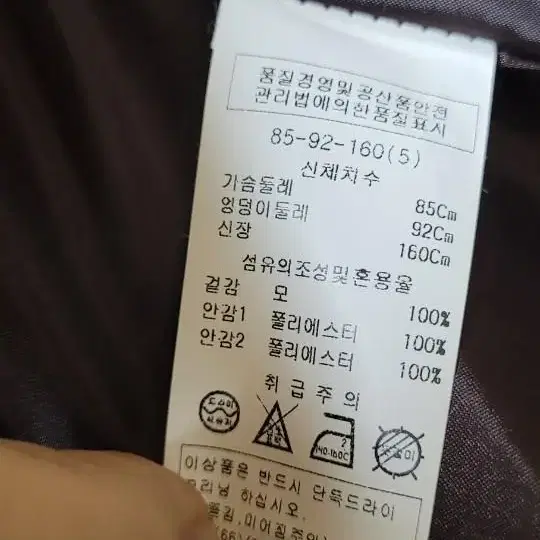 품질경영및공산품안전
관리법에의한품질표시
85-92-160(5)
신체치수
가슴둘레 85Cm
엉덩이둘레 92Cm
신장 160Cm
섬유의조성및혼용율
겉감 모 100%
안감1 폴리에스터 100%
안감2 폴리에스터 100%
취급주의
드라이
2
140-160C
이상품은 반드시 단독드라이
크리닝 하십시오.